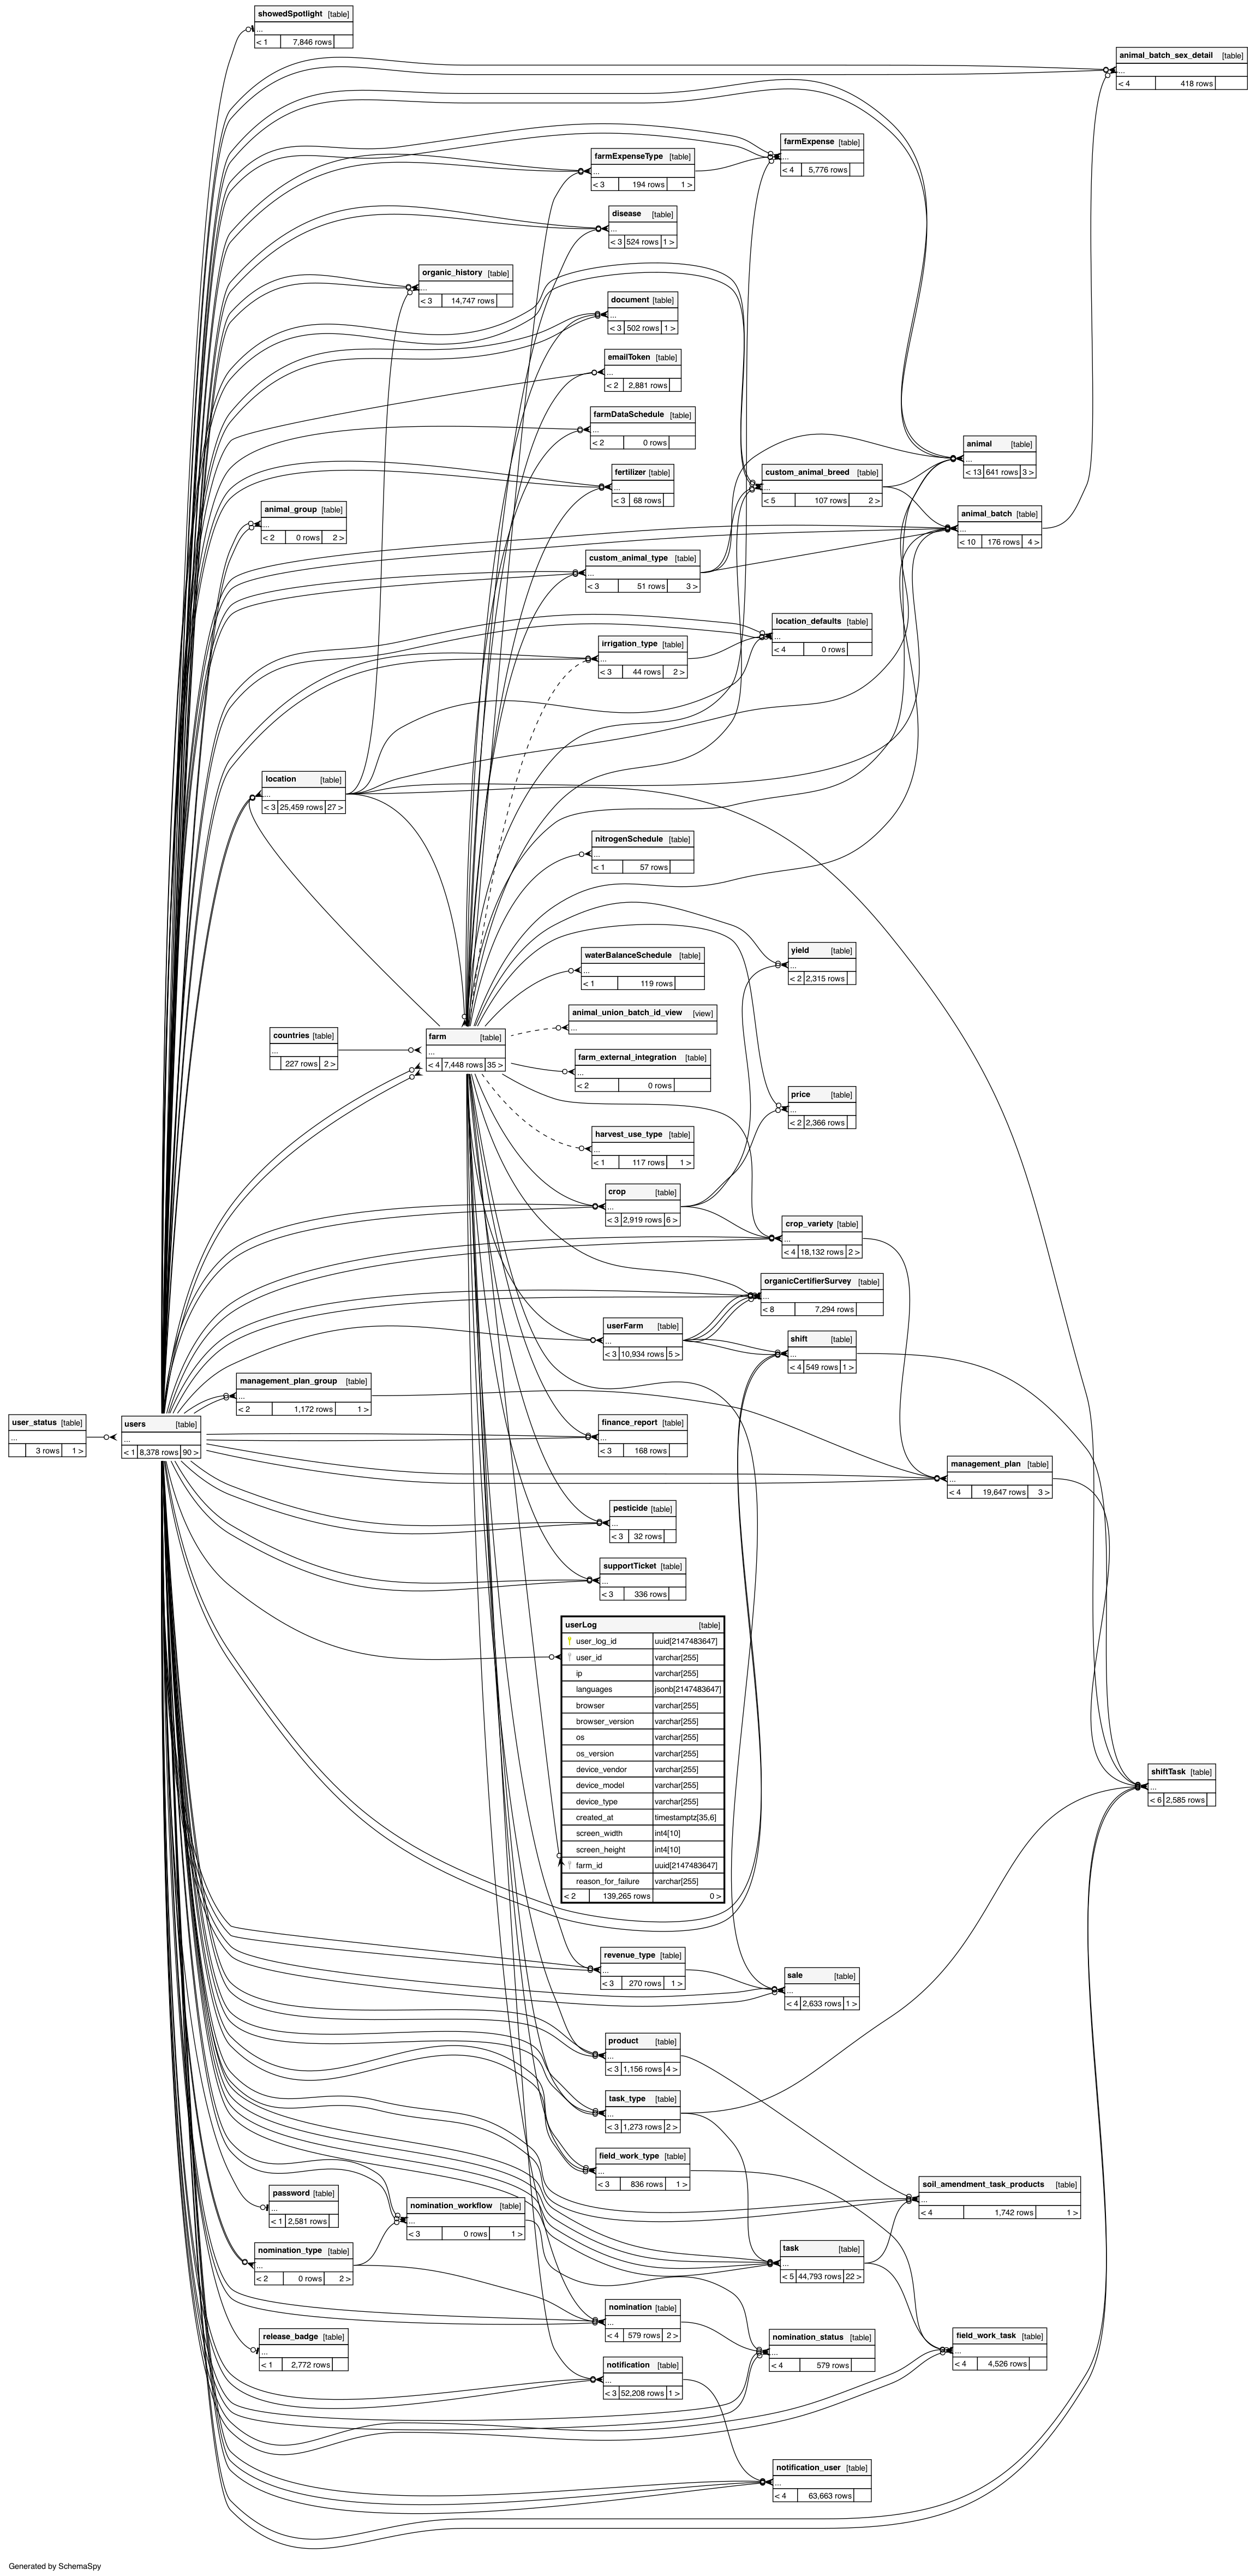 showedSpotlight [table]
...
< 1 7,846 rows
animal_batch_sex_detail [table]
...
< 4 418 rows
farmExpense [table]
...
< 4 5,776 rows
farmExpenseType [table]
...
< 3 194 rows 1 >
disease [table]
...
< 3 524 rows 1 >
organic_history [table]
...
< 3 14,747 rows
document [table]
...
< 3 502 rows 1 >
emailToken [table]
...
< 2 2,881 rows
farmDataSchedule [table]
...
< 2 0 rows
animal [table]
...
< 13 641 rows 3 >
fertilizer [table]
...
< 3 68 rows
custom_animal_breed [table]
...
< 5 107 rows 2 >
animal_group [table]
...
< 2 0 rows 2 >
animal_batch [table]
...
< 10 176 rows 4 >
custom_animal_type [table]
...
< 3 51 rows 3 >
location_defaults [table]
...
< 4 0 rows
irrigation_type [table]
...
< 3 44 rows 2 >
location [table]
...
< 3 25,459 rows 27 >
nitrogenSchedule [table]
...
< 1 57 rows
yield [table]
...
< 2 2,315 rows
waterBalanceSchedule [table]
...
< 1 119 rows
animal_union_batch_id_view [view]
...
countries [table]
...
227 rows 2 >
farm [table]
...
< 4 7,448 rows 35 >
farm_external_integration [table]
...
< 2 0 rows
price [table]
...
< 2 2,366 rows
harvest_use_type [table]
...
< 1 117 rows 1 >
crop [table]
...
< 3 2,919 rows 6 >
crop_variety [table]
...
< 4 18,132 rows 2 >
organicCertifierSurvey [table]
...
< 8 7,294 rows
userFarm [table]
...
< 3 10,934 rows 5 >
shift [table]
...
< 4 549 rows 1 >
management_plan_group [table]
...
< 2 1,172 rows 1 >
user_status [table]
...
3 rows 1 >
users [table]
...
< 1 8,378 rows 90 >
finance_report [table]
...
< 3 168 rows
management_plan [table]
...
< 4 19,647 rows 3 >
pesticide [table]
...
< 3 32 rows
supportTicket [table]
...
< 3 336 rows
userLog [table]
user_log_id uuid[2147483647]
user_id varchar[255]
ip varchar[255]
languages jsonb[2147483647]
browser varchar[255]
browser_version varchar[255]
os varchar[255]
os_version varchar[255]
device_vendor varchar[255]
device_model varchar[255]
device_type varchar[255]
created_at timestamptz[35,6]
screen_width int4[10]
screen_height int4[10]
farm_id uuid[2147483647]
reason_for_failure varchar[255]
< 2 139,265 rows 0 >
shiftTask [table]
...
< 6 2,585 rows
revenue_type [table]
...
< 3 270 rows 1 >
sale [table]
...
< 4 2,633 rows 1 >
product [table]
...
< 3 1,156 rows 4 >
task_type [table]
...
< 3 1,273 rows 2 >
field_work_type [table]
...
< 3 836 rows 1 >
soil_amendment_task_products [table]
...
< 4 1,742 rows 1 >
password [table]
...
< 1 2,581 rows
nomination_workflow [table]
...
< 3 0 rows 1 >
nomination_type [table]
...
< 2 0 rows 2 >
task [table]
...
< 5 44,793 rows 22 >
nomination [table]
...
< 4 579 rows 2 >
release_badge [table]
...
< 1 2,772 rows
nomination_status [table]
...
< 4 579 rows
field_work_task [table]
...
< 4 4,526 rows
notification [table]
...
< 3 52,208 rows 1 >
notification_user [table]
...
< 4 63,663 rows
Generated by SchemaSpy